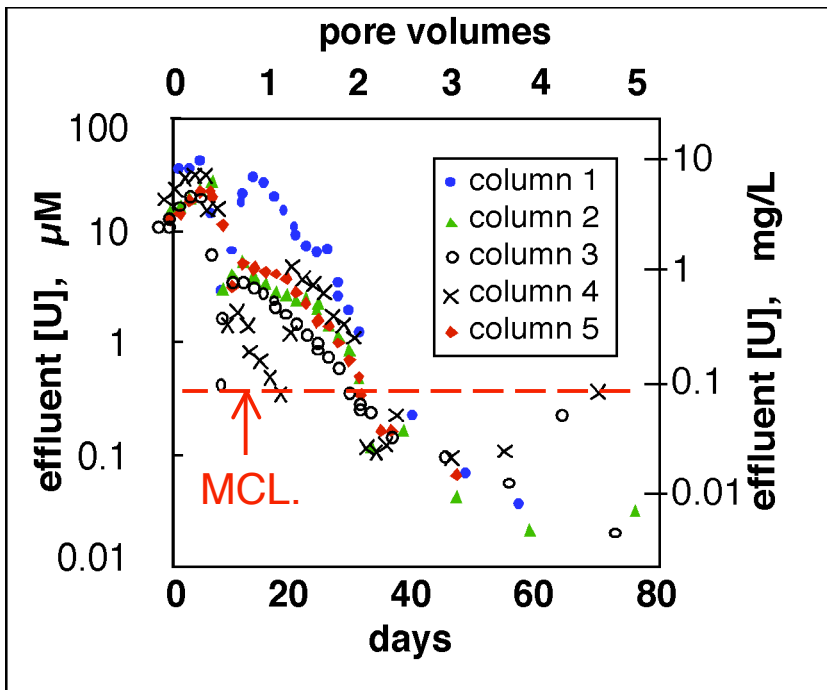 pore volumes
0 1 2 3 4 5
100
10
1
0.1
0.01
effluent [U], µM
10
1
0.1
0.01
effluent [U], mg/L
column 1
column 2
column 3
column 4
column 5
MCL.
0 20 40 60 80
days